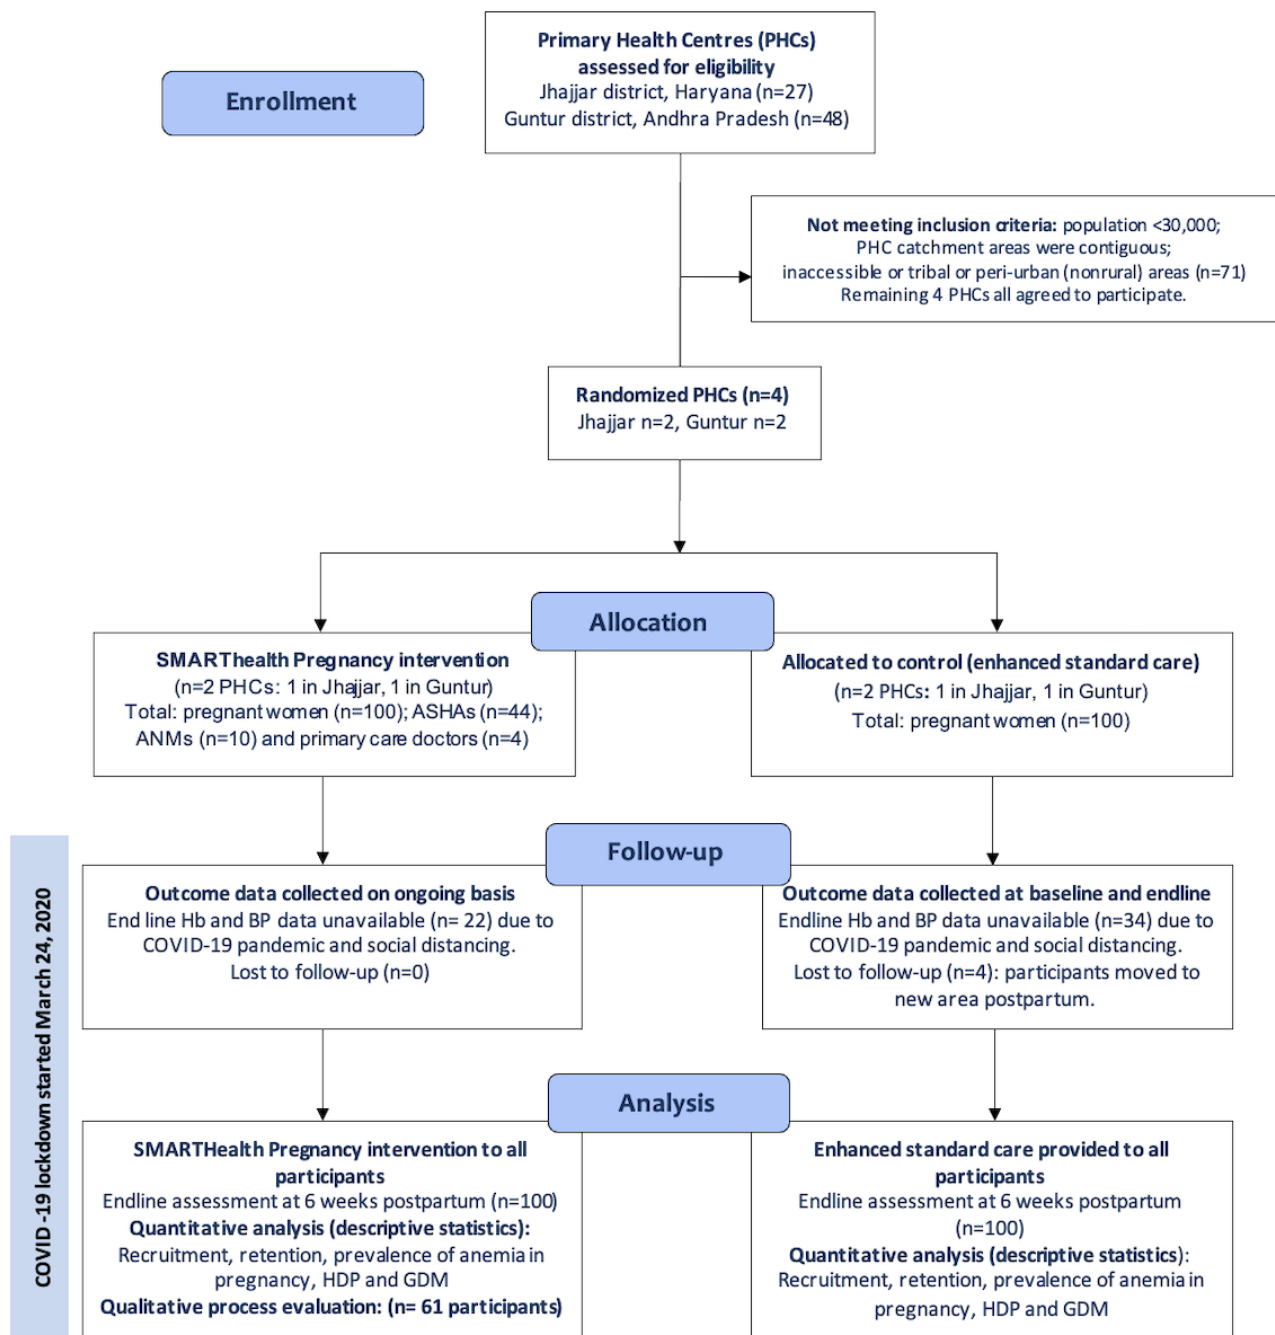 Primary Health Centres (PHCs)
assessed for eligibility
Jhajjar district, Haryana (n=27)
Guntur district, Andhra Pradesh (n=48)
Enrollment
Not meeting inclusion criteria: population <30,000;
PHC catchment areas were contiguous;
inaccessible or tribal or peri-urban (nonrural) areas (n=71)
Remaining 4 PHCs all agreed to participate.
Randomized PHCs (n=4)
Jhajjar n=2, Guntur n=2
Allocation
SMARThealth Pregnancy intervention
(n=2 PHCs: 1 in Jhajjar, 1 in Guntur)
Total: pregnant women (n=100); ASHAs (n=44);
ANMs (n=10) and primary care doctors (n=4)
Allocated to control (enhanced standard care)
(n=2 PHCs: 1 in Jhajjar, 1 in Guntur)
Total: pregnant women (n=100)
COVID-19 lockdown started March 24, 2020
Follow-up
Outcome data collected on ongoing basis
End line Hb and BP data unavailable (n= 22) due to
COVID-19 pandemic and social distancing.
Lost to follow-up (n=0)
Outcome data collected at baseline and endline
Endline Hb and BP data unavailable (n=34) due to
COVID-19 pandemic and social distancing.
Lost to follow-up (n=4): participants moved to
new area postpartum.
Analysis
SMARTHealth Pregnancy intervention to all
participants
Endline assessment at 6 weeks postpartum (n=100)
Quantitative analysis (descriptive statistics):
Recruitment, retention, prevalence of anemia in
pregnancy, HDP and GDM
Qualitative process evaluation: (n= 61 participants)
Enhanced standard care provided to all
participants
Endline assessment at 6 weeks postpartum
(n=100)
Quantitative analysis (descriptive statistics):
Recruitment, retention, prevalence of anemia in
pregnancy, HDP and GDM